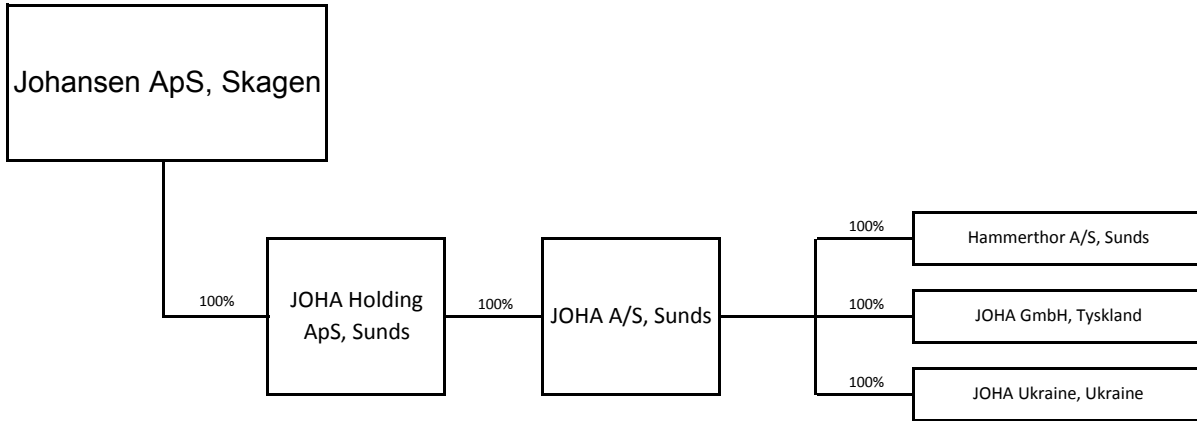 Johansen ApS, Skagen
100%
JOHA Holding
ApS, Sunds
100%
JOHA A/S, Sunds
100%
Hammerthor A/S, Sunds
100%
JOHA GmbH, Tyskland
100%
JOHA Ukraine, Ukraine